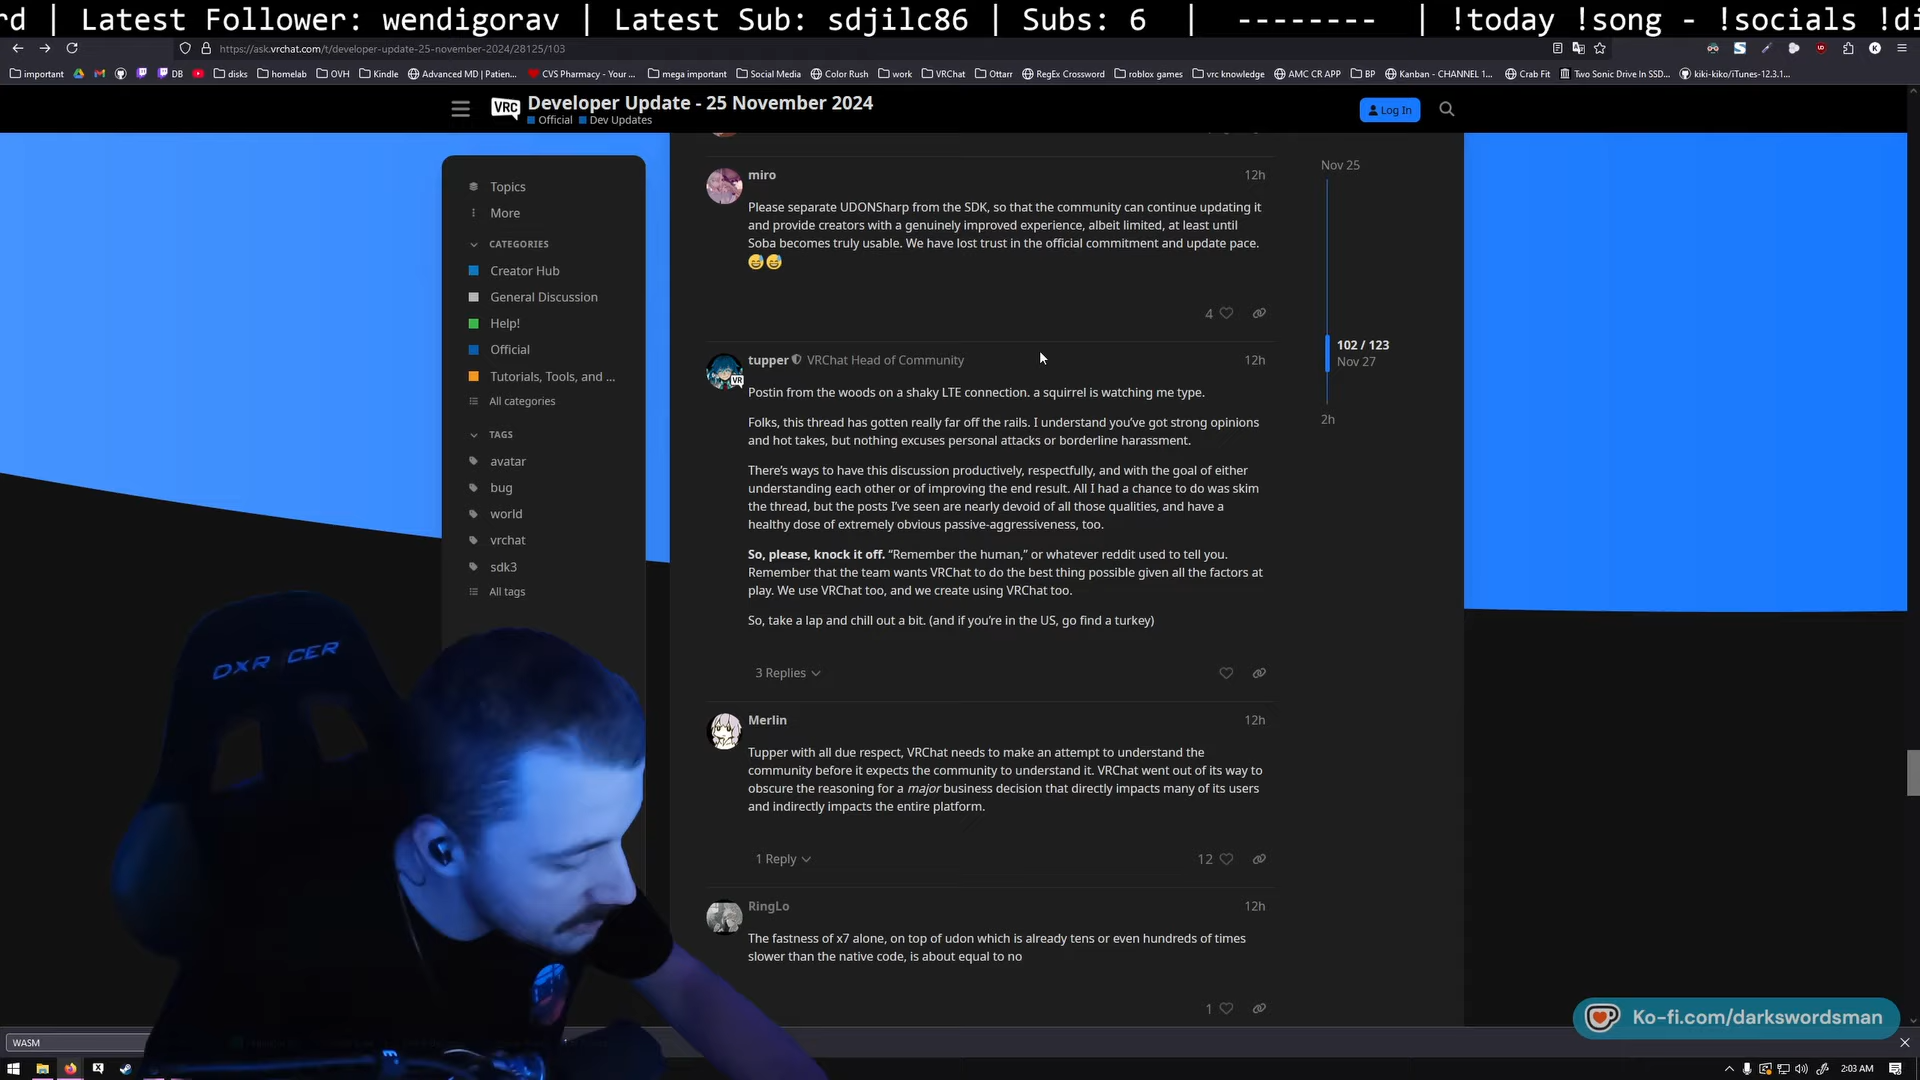 rd | Latest Follower: wendigorav | Latest Sub: sdjilc86 | Subs: 6 | -------- | !today !song - !socials !di
https://ask.vrchat.com/t/developer-update-25-november-2024/28125/103
important
DB
disks
homelab
OVH
Kindle
Advanced MD | Patien...
CVS Pharmacy - Your ...
mega important
Social Media
Color Rush
work
VRChat
Ottarr
RegEx Crossword
roblox games
vrc knowledge
AMC CR APP
BP
Kanban - CHANNEL 1...
Crab Fit
Two Sonic Drive In SSD...
kiki-kiko/iTunes-12.3.1...
VRC
Developer Update - 25 November 2024
Official Dev Updates
Log In
Topics
More
CATEGORIES
Creator Hub
General Discussion
Help!
Official
Tutorials, Tools, and ...
All categories
TAGS
avatar
bug
world
vrchat
sdk3
All tags
miro 12h
Please separate UDONSharp from the SDK, so that the community can continue updating it
and provide creators with a genuinely improved experience, albeit limited, at least until
Soba becomes truly usable. We have lost trust in the official commitment and update pace.
😅😅
4
tupper VRChat Head of Community 12h
Postin from the woods on a shaky LTE connection. a squirrel is watching me type.
Folks, this thread has gotten really far off the rails. I understand you’ve got strong opinions
and hot takes, but nothing excuses personal attacks or borderline harassment.
There’s ways to have this discussion productively, respectfully, and with the goal of either
understanding each other or of improving the end result. All I had a chance to do was skim
the thread, but the posts I’ve seen are nearly devoid of all those qualities, and have a
healthy dose of extremely obvious passive-aggressiveness, too.
So, please, knock it off. “Remember the human,” or whatever reddit used to tell you.
Remember that the team wants VRChat to do the best thing possible given all the factors at
play. We use VRChat too, and we create using VRChat too.
So, take a lap and chill out a bit. (and if you’re in the US, go find a turkey)
3 Replies
Merlin 12h
Tupper with all due respect, VRChat needs to make an attempt to understand the
community before it expects the community to understand it. VRChat went out of its way to
obscure the reasoning for a major business decision that directly impacts many of its users
and indirectly impacts the entire platform.
1 Reply
12
RingLo 12h
The fastness of x7 alone, on top of udon which is already tens or even hundreds of times
slower than the native code, is about equal to no
1
Nov 25
102 / 123
Nov 27
2h
DXR CER
Ko-fi.com/darkswordsman
WASM
2:03 AM